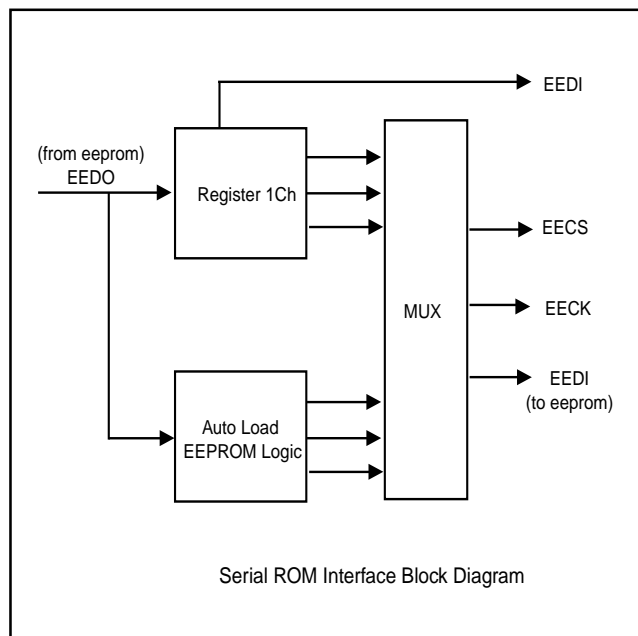 EEDI
(from eeprom)
EEDO
Register 1Ch
EECS
MUX
EECK
EEDI
(to eeprom)
Auto Load
EEPROM Logic
Serial ROM Interface Block Diagram